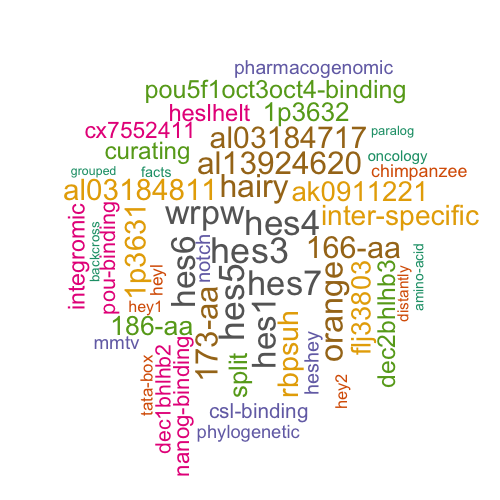 pharmacogenomic
pou5f1oct3oct4-binding
heslhelt 1p3632
cx7552411 al03184717 paralog
curating al13924620 oncology
grouped facts chimpanzee
al03184811 hairy ak0911221
wrpw hes4 inter-specific
integromic
backcross
pou-binding
1p3631
heyl
hey1
hes6
notch
hes3 166-aa
hes5
hes7
hes1
orange
flj33803
dec2bhlhb3
distantly
amino-acid
186-aa
173-aa
rbpsuh
mmtv
tata-box
dec1bhlhb2
nanog-binding
split
heshey
hey2
csl-binding
phylogenetic